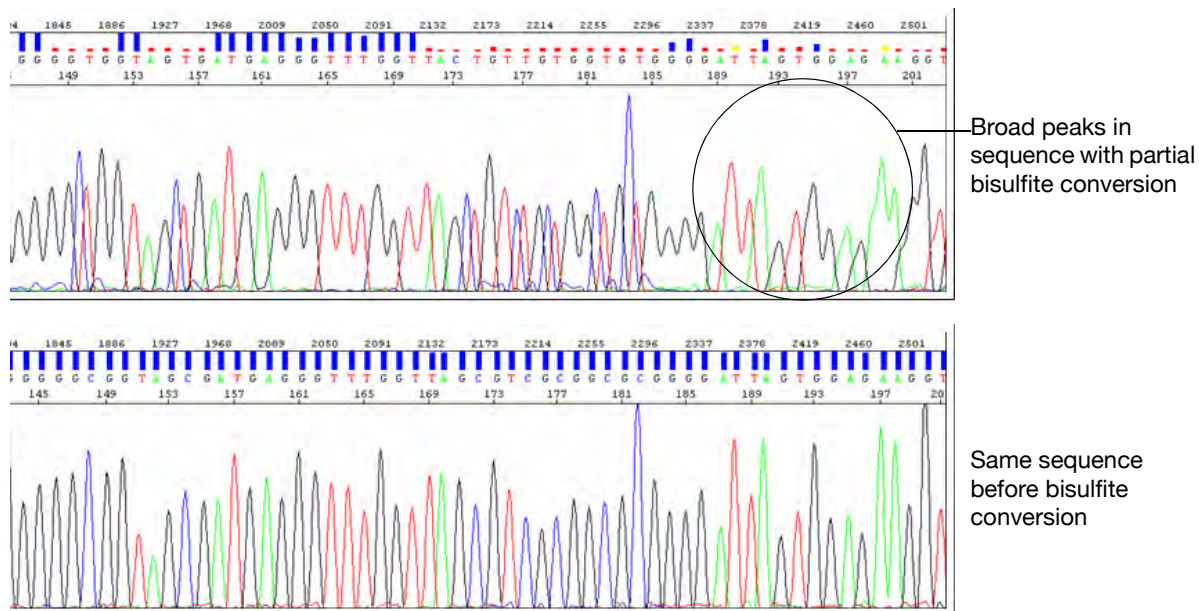 1845 1886 1927 1968 2009 2050 2091 2132 2173 2214 2255 2296 2337 2378 2419 2460 2501
G G G G T G G T A G T G A T G A G G G T T T G G T T A C T G T T G T G G T G T G G G G A T T A G T G G A G A A G G T
149 153 157 161 165 169 173 177 181 185 189 193 197 201
Broad peaks in
sequence with partial
bisulfite conversion
1845 1886 1927 1968 2009 2050 2091 2132 2173 2214 2255 2296 2337 2378 2419 2460 2501
G G G G G C G G T A G C G A T G A G G G T T T G G T T A G C G T C G C G G C G C G G G G A T T A G T G G A G A A G G T
145 149 153 157 161 165 169 173 177 181 185 189 193 197 20
Same sequence
before bisulfite
conversion